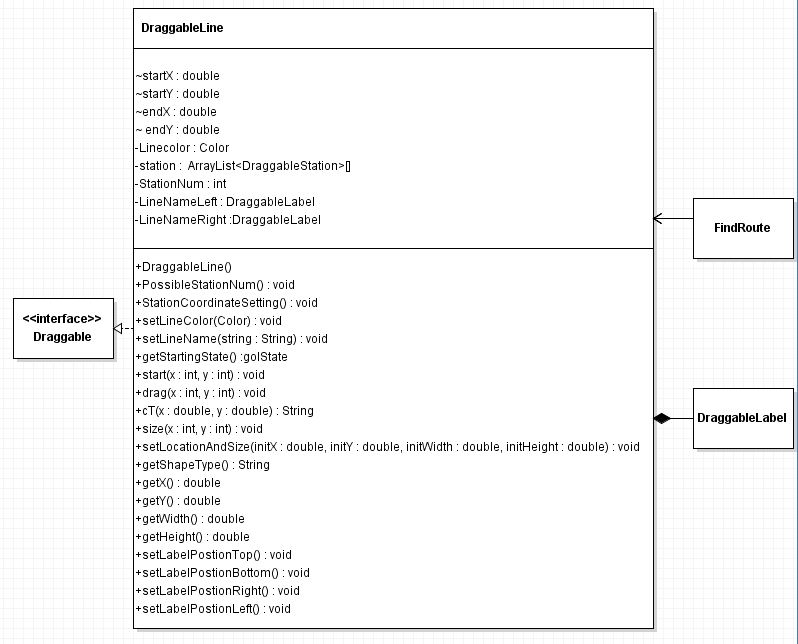 DraggableLine
~startX : double
~startY : double
~endX : double
~ endY : double
-Linecolor : Color
-station : ArrayList<DraggableStation>[]
-StationNum : int
-LineNameLeft : DraggableLabel
-LineNameRight :DraggableLabel
+DraggableLine()
+PossibleStationNum() : void
+StationCoordinateSetting() : void
+setLineColor(Color) : void
+setLineName(string : String) : void
+getStartingState() :golState
+start(x : int, y : int) : void
+drag(x : int, y : int) : void
+cT(x : double, y : double) : String
+size(x : int, y : int) : void
+setLocationAndSize(initX : double, initY : double, initWidth : double, initHeight : double) : void
+getShapeType() : String
+getX() : double
+getY() : double
+getWidth() : double
+getHeight() : double
+setLabelPostionTop() : void
+setLabelPostionBottom() : void
+setLabelPostionRight() : void
+setLabelPostionLeft() : void
<<interface>>
Draggable
FindRoute
DraggableLabel